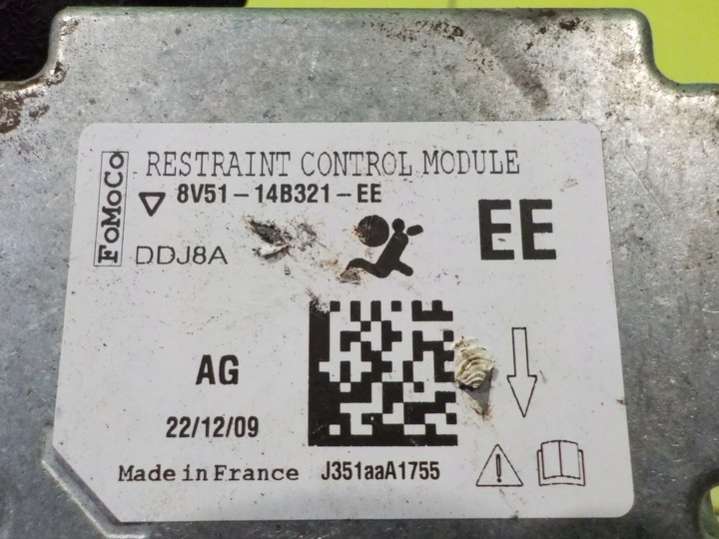 FoMoCo
RESTRAINT CONTROL MODULE
8V51-14B321-EE
EE
DDJ8A
AG
22/12/09
Made in France
J351aaA1755